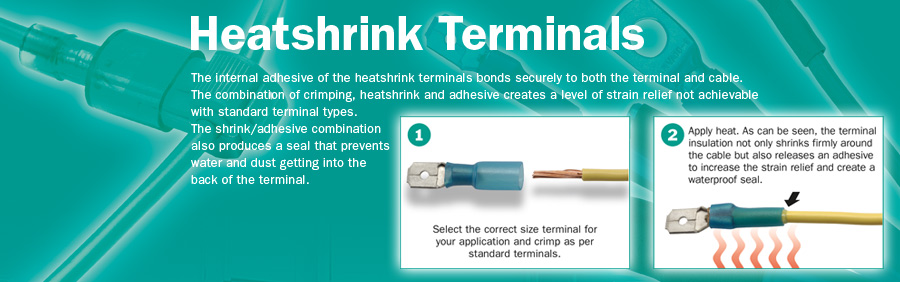 Heatshrink Terminals
The internal adhesive of the heatshrink terminals bonds securely to both the terminal and cable.
The combination of crimping, heatshrink and adhesive creates a level of strain relief not achievable
with standard terminal types.
The shrink/adhesive combination
also produces a seal that prevents
water and dust getting into the
back of the terminal.
1
Select the correct size terminal for
your application and crimp as per
standard terminals.
2
Apply heat. As can be seen, the terminal
insulation not only shrinks firmly around
the cable but also releases an adhesive
to increase the strain relief and create a
waterproof seal.